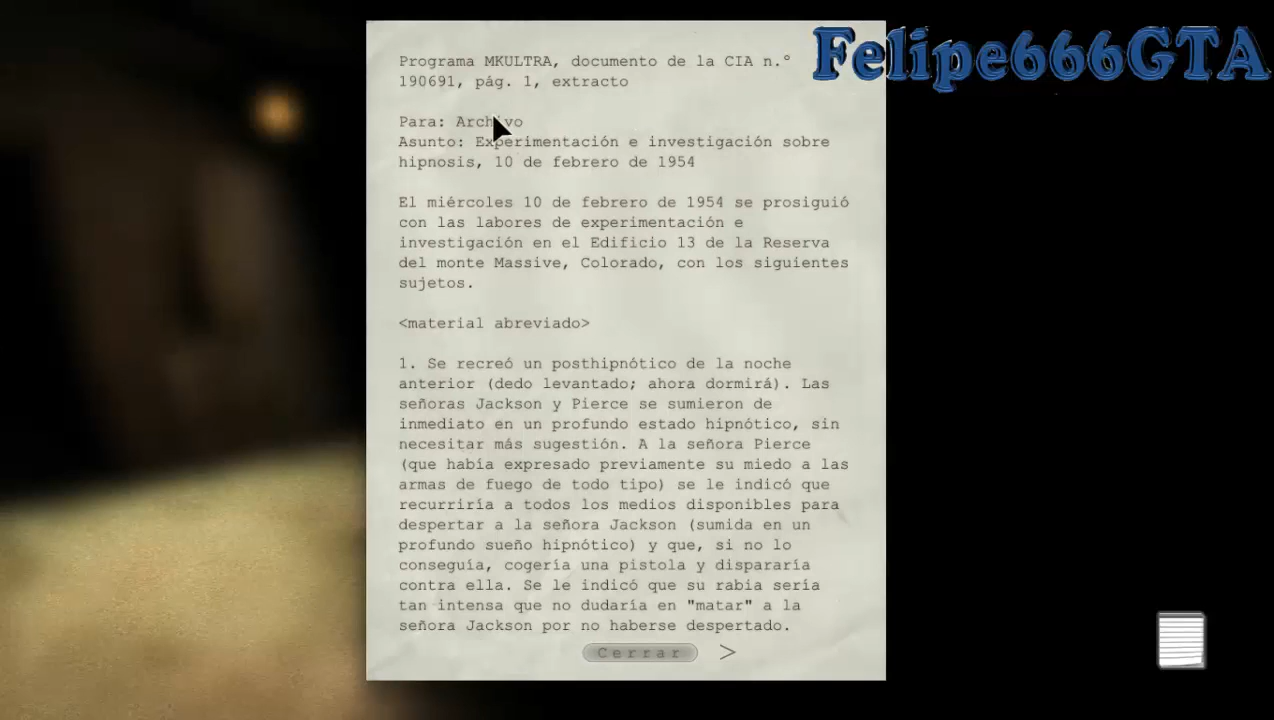 Felipe666GTA
Programa MKULTRA, documento de la CIA n.º
190691, pág. 1, extracto
Para: Archivo
Asunto: Experimentación e investigación sobre
hipnosis, 10 de febrero de 1954
El miércoles 10 de febrero de 1954 se prosiguió
con las labores de experimentación e
investigación en el Edificio 13 de la Reserva
del monte Massive, Colorado, con los siguientes
sujetos.
<material abreviado>
1. Se recreó un posthipnótico de la noche
anterior (dedo levantado; ahora dormirá). Las
señoras Jackson y Pierce se sumieron de
inmediato en un profundo estado hipnótico, sin
necesitar más sugestión. A la señora Pierce
(que había expresado previamente su miedo a las
armas de fuego de todo tipo) se le indicó que
recurriría a todos los medios disponibles para
despertar a la señora Jackson (sumida en un
profundo sueño hipnótico) y que, si no lo
conseguía, cogería una pistola y dispararía
contra ella. Se le indicó que su rabia sería
tan intensa que no dudaría en "matar" a la
señora Jackson por no haberse despertado.
Cerrar >